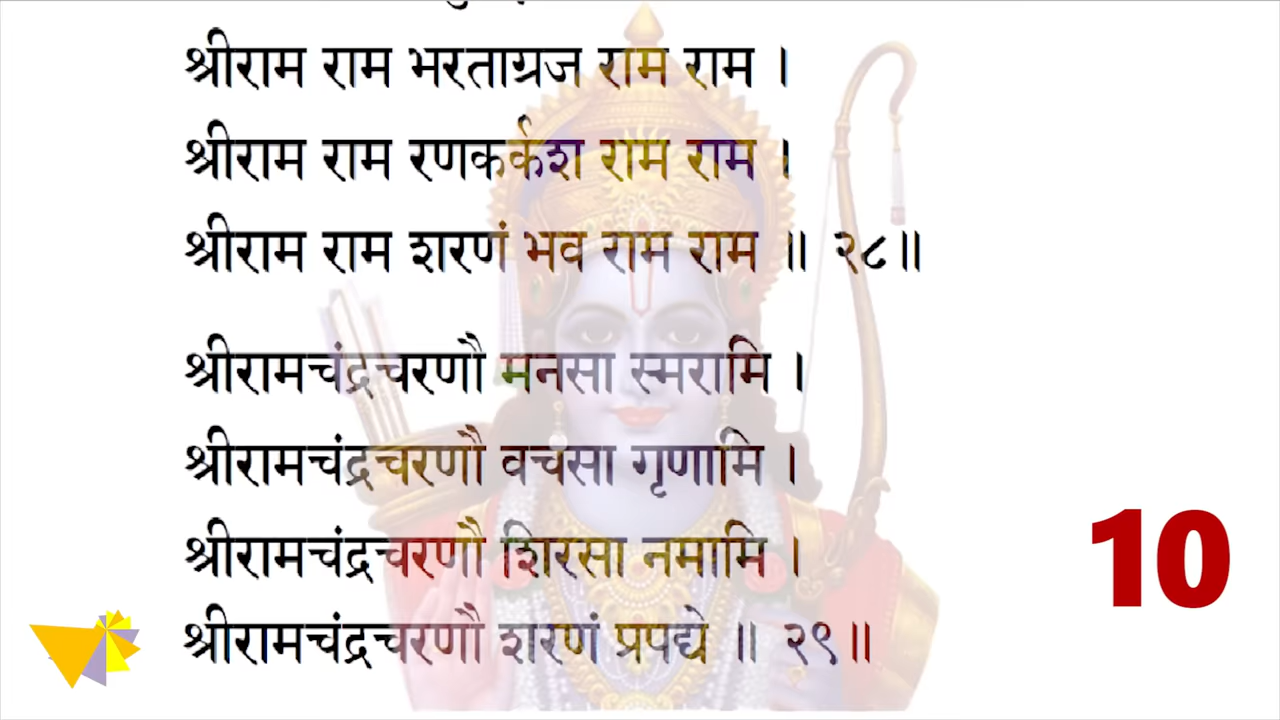 श्रीराम राम भरताग्रज राम राम ।
श्रीराम राम रणकर्कश राम राम ।
श्रीराम राम शरणं भव राम राम ॥ २८॥
श्रीरामचंद्रचरणौ मनसा स्मरामि ।
श्रीरामचंद्रचरणौ वचसा गृणामि ।
श्रीरामचंद्रचरणौ शिरसा नमामि ।
श्रीरामचंद्रचरणौ शरणं प्रपद्ये ॥ २९॥
10